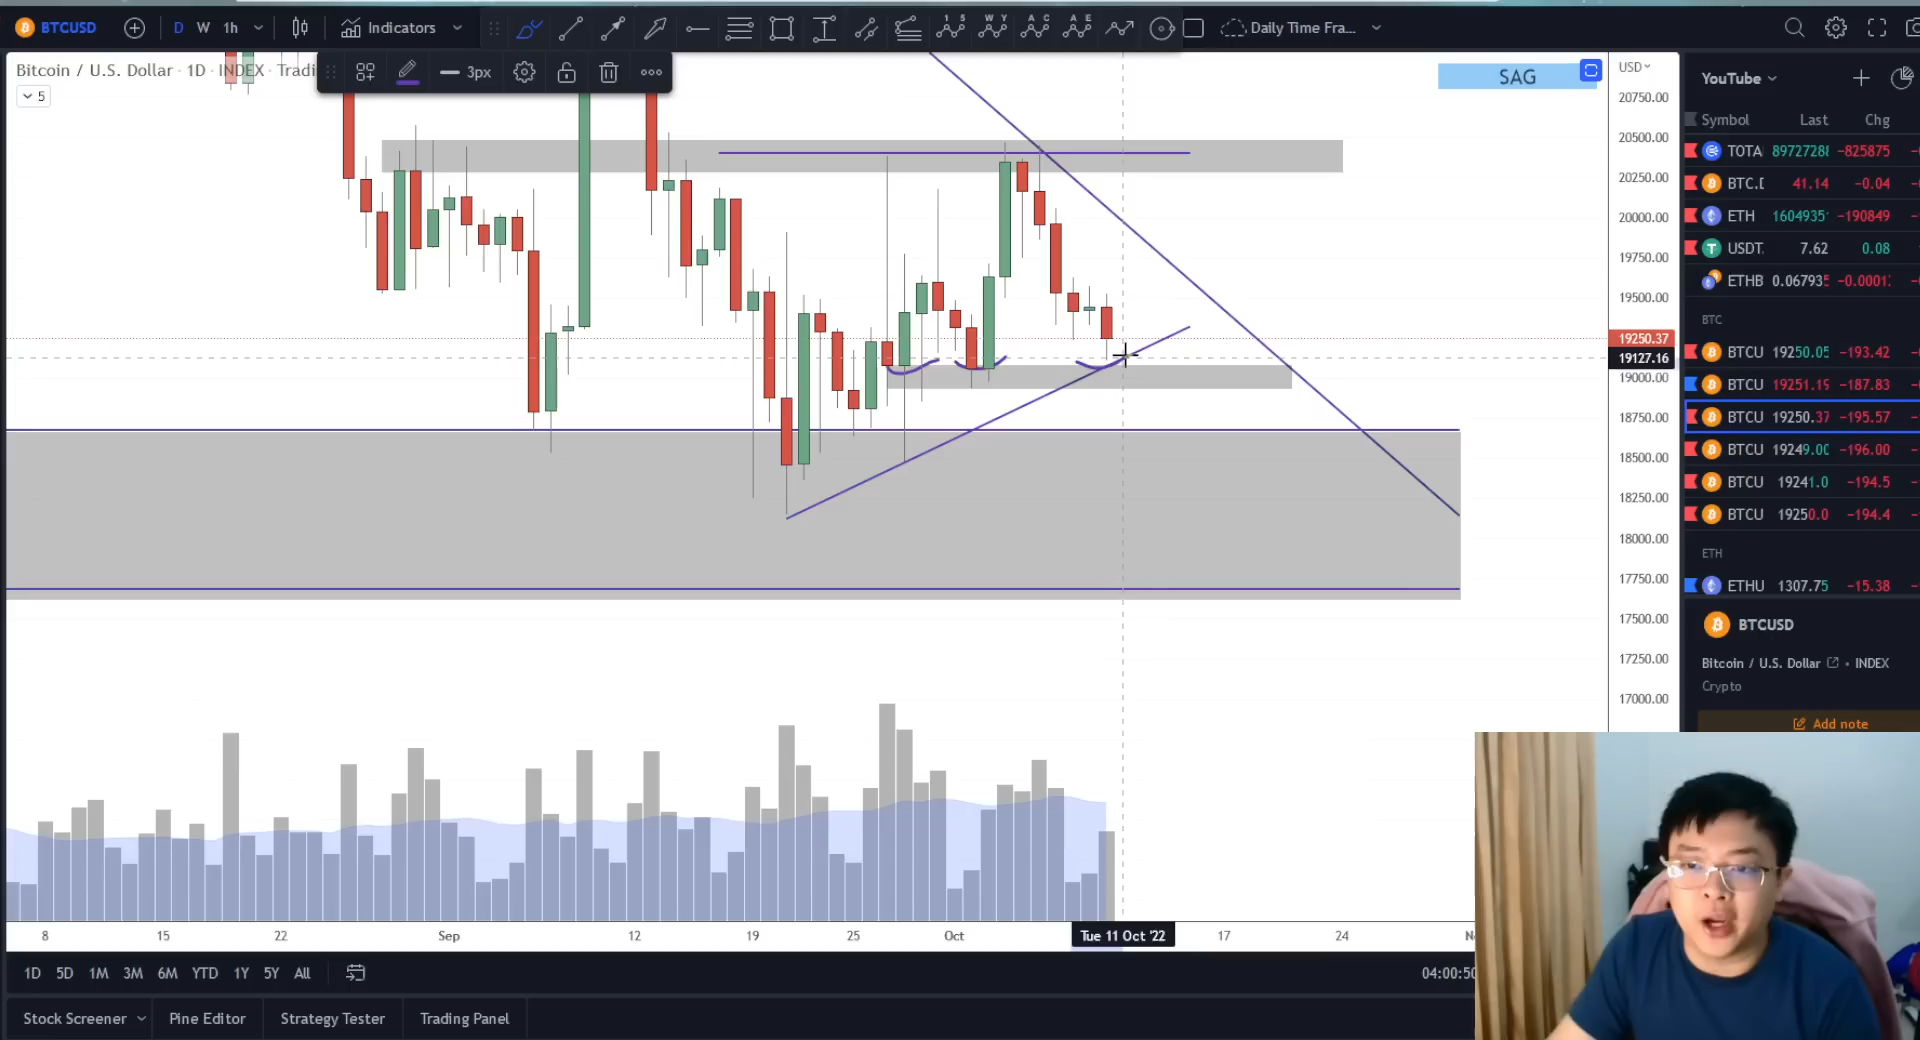 BTCUSD D W 1h Indicators Daily Time Fra...
Bitcoin / U.S. Dollar · 1D · INDEX · Tradi
3px
5
SAG
USD
20750.00
20500.00
20250.00
20000.00
19750.00
19500.00
19250.37
19127.16
19000.00
18750.00
18500.00
18250.00
18000.00
17750.00
17500.00
17250.00
17000.00
8 15 22 Sep 12 19 25 Oct Tue 11 Oct '22 17 24
1D 5D 1M 3M 6M YTD 1Y 5Y All
04:00:50
Stock Screener Pine Editor Strategy Tester Trading Panel
YouTube
Symbol Last Chg
TOTA 89727288 −825875
BTC.D 41.14 −0.04
ETH 1604935 −190849
USDT. 7.62 0.08
ETHB 0.067935 −0.0001
BTC
BTCU 19250.05 −193.42
BTCU 19251.19 −187.83
BTCU 19250.37 −195.57
BTCU 19249.00 −196.00
BTCU 19241.0 −194.5
BTCU 19250.0 −194.4
ETH
ETHU 1307.75 −15.38
BTCUSD
Bitcoin / U.S. Dollar • INDEX
Crypto
Add note